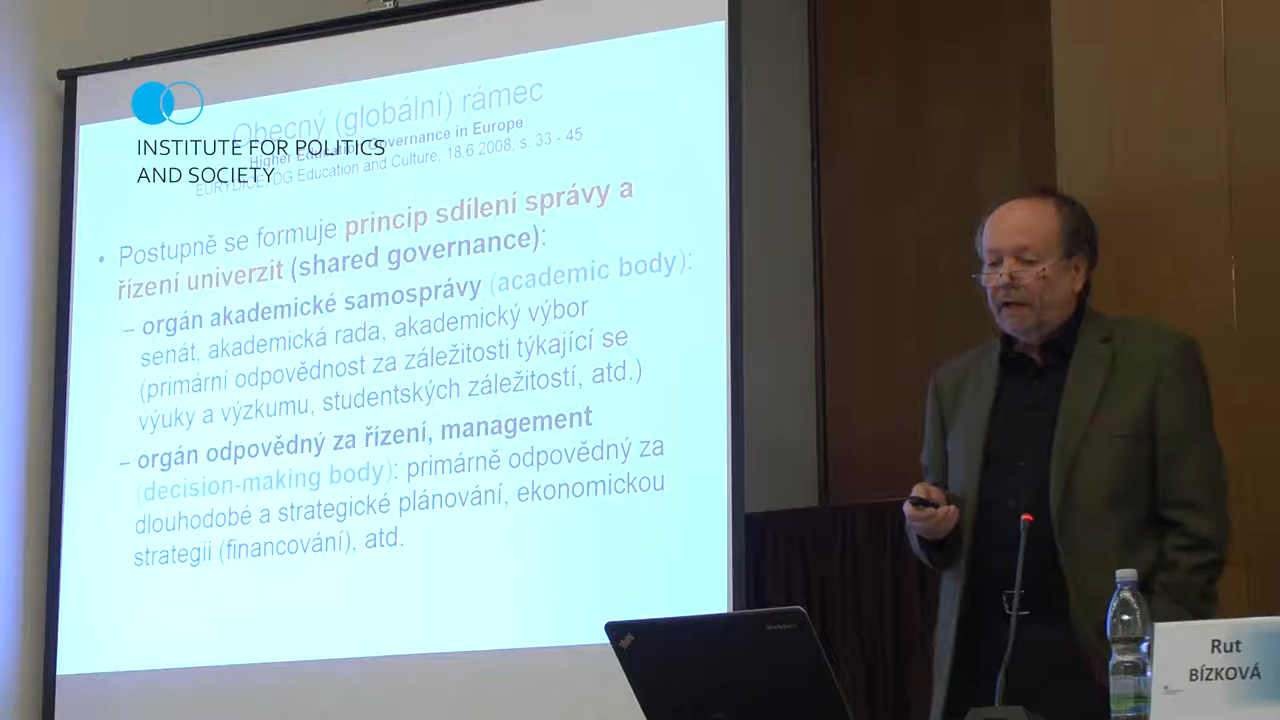 INSTITUTE FOR POLITICS
AND SOCIETY
Obecný (globální) rámec
Higher Education Governance in Europe
EURYDICE, DG Education and Culture, 18.6.2008, s. 33 - 45
• Postupně se formuje princip sdílení správy a
řízení univerzit (shared governance):
– orgán akademické samosprávy (academic body):
senát, akademická rada, akademický výbor
(primární odpovědnost za záležitosti týkající se
výuky a výzkumu, studentských záležitostí, atd.)
– orgán odpovědný za řízení, management
(decision-making body): primárně odpovědný za
dlouhodobé a strategické plánování, ekonomickou
strategii (financování), atd.
Rut
BÍZKOVÁ